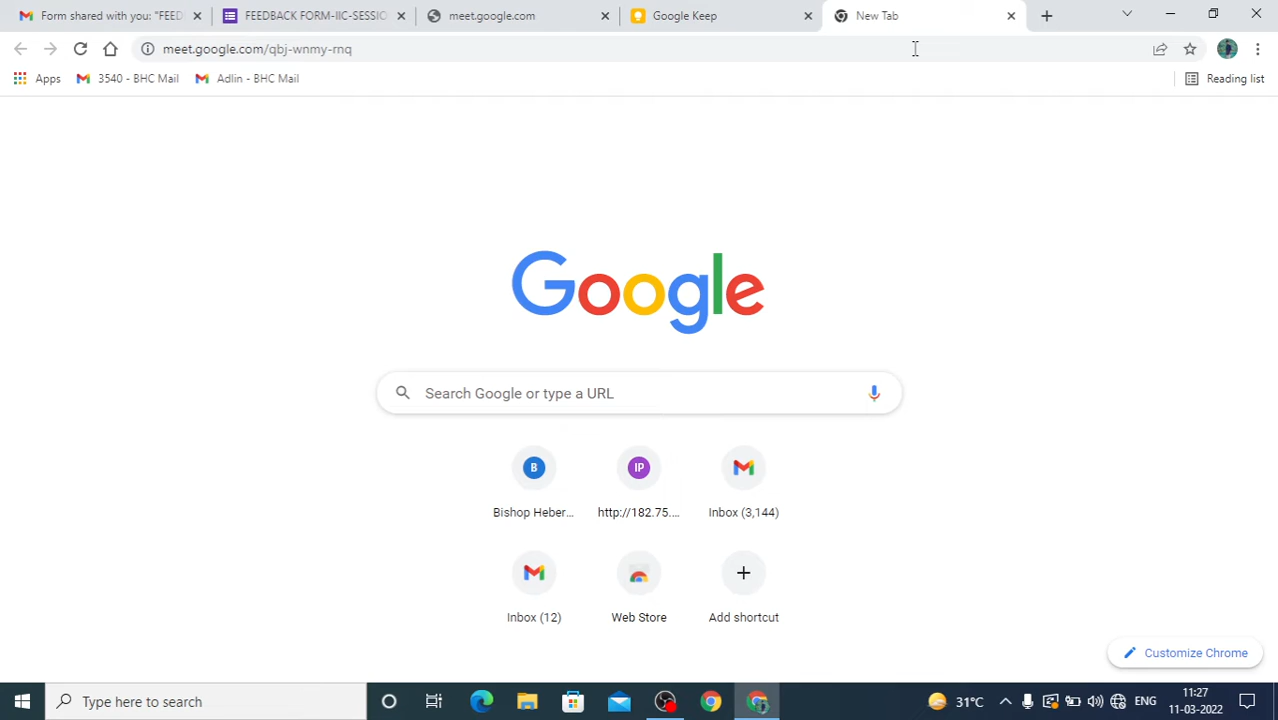 Form shared with you: "FEED
FEEDBACK FORM-IIC-SESSIO
meet.google.com
Google Keep
New Tab
meet.google.com/qbj-wnmy-rnq
Apps
3540 - BHC Mail
Adlin - BHC Mail
Reading list
Google
Search Google or type a URL
B
IP
Bishop Heber...
http://182.75....
Inbox (3,144)
Inbox (12)
Web Store
Add shortcut
Customize Chrome
Type here to search
31°C
ENG
11:27
11-03-2022